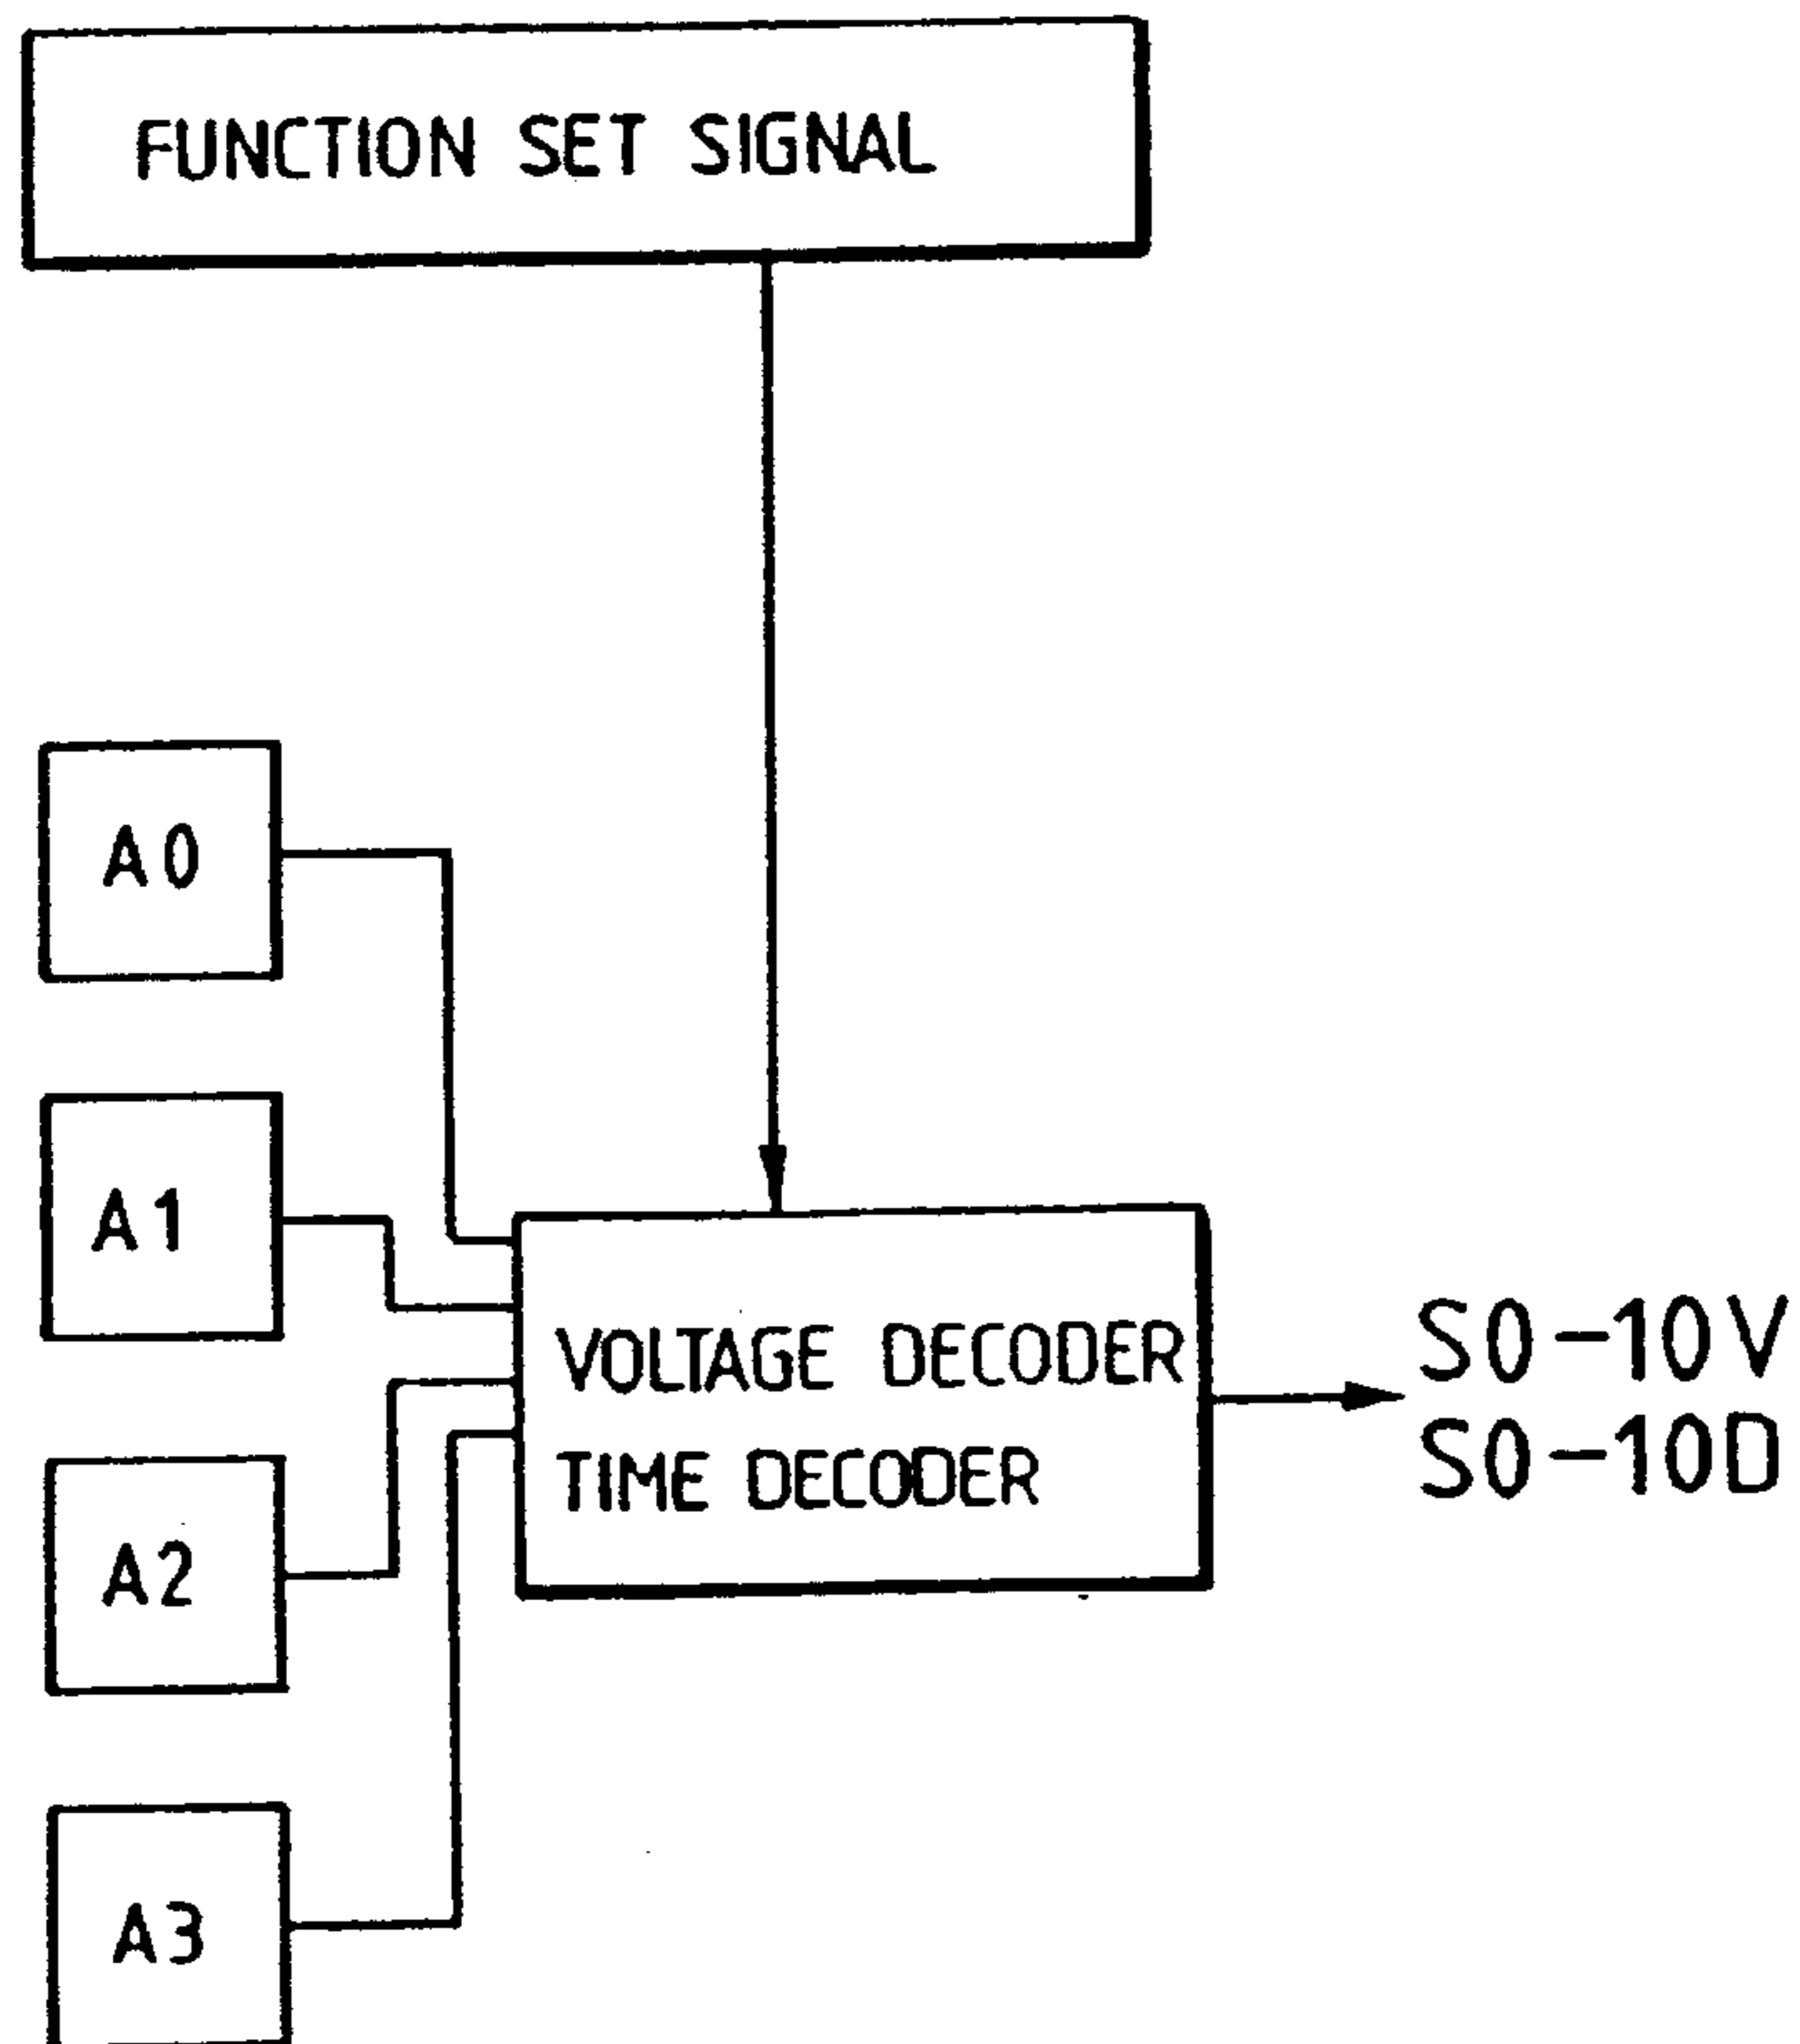 FUNCTION SET SIGNAL
A0
A1
A2
A3
VOLTAGE DECODER
TIME DECODER
S0-10V
S0-10D